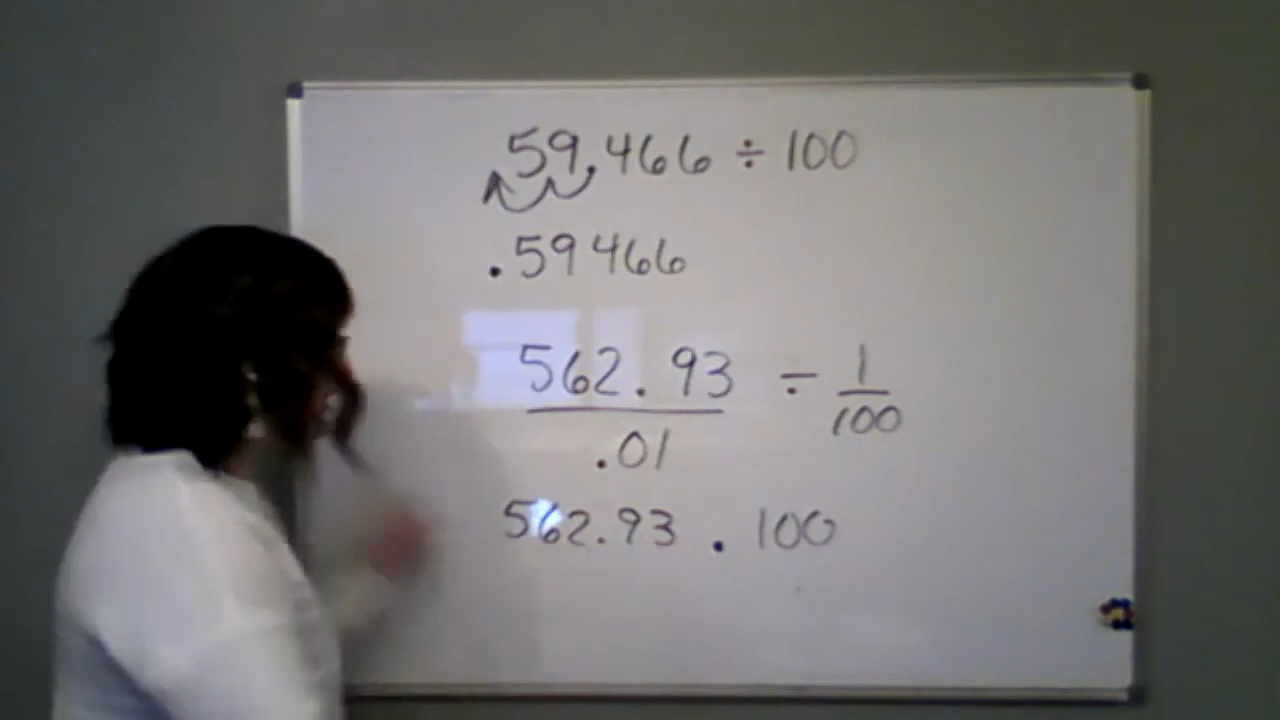 59.466 ÷ 100
.59466
562.93 / .01 ÷ 1/100
562.93 . 100